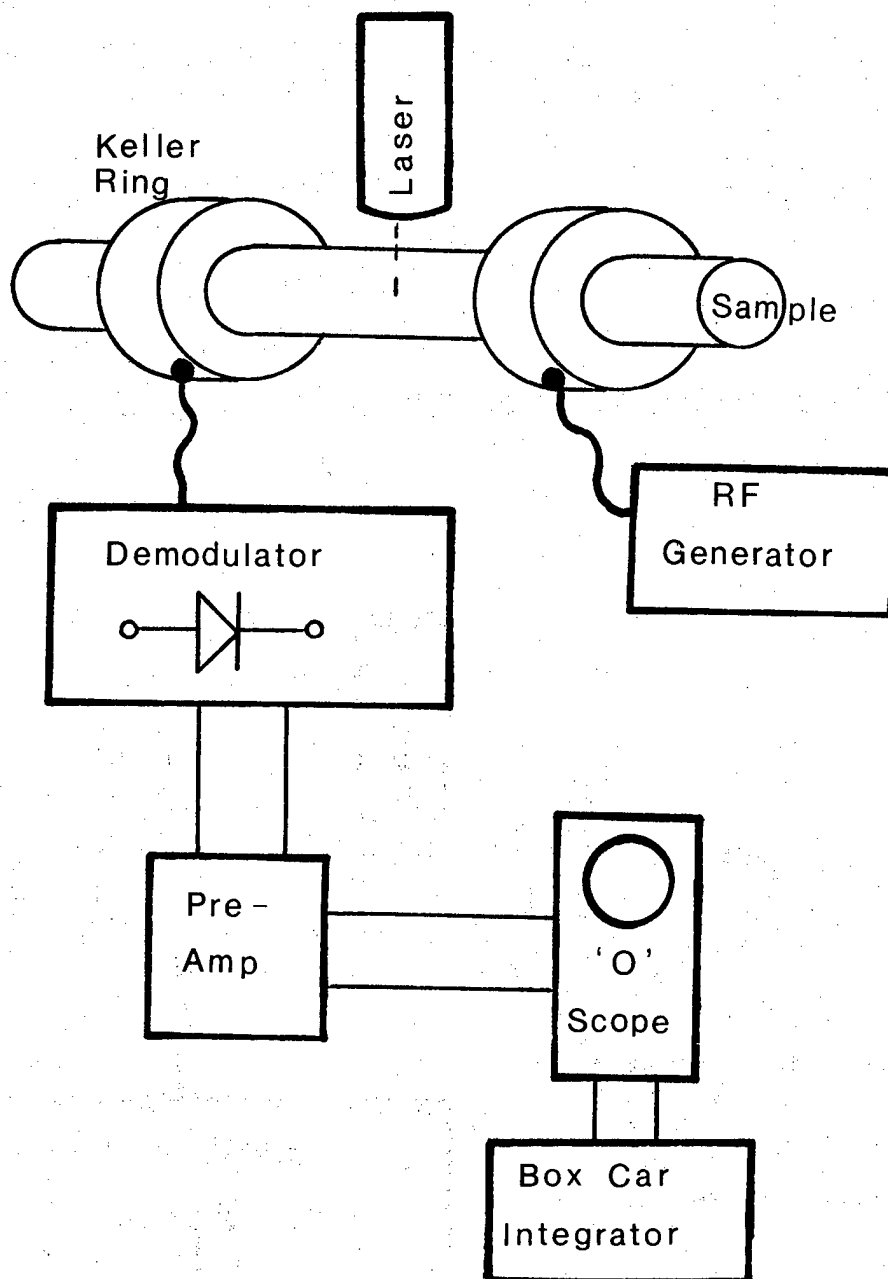 Laser
Keller
Ring
Sample
RF
Generator
Demodulator
Pre-
Amp
'O'
Scope
Box Car
Integrator